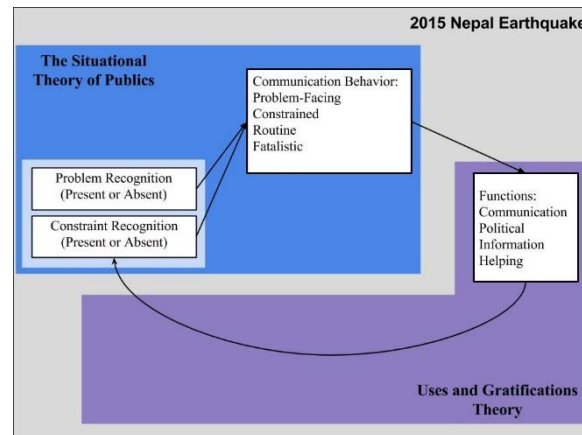 2015 Nepal Earthquake
The Situational
Theory of Publics
Communication Behavior:
Problem-Facing
Constrained
Routine
Fatalistic
Problem Recognition
(Present or Absent)
Constraint Recognition
(Present or Absent)
Functions:
Communication
Political
Information
Helping
Uses and Gratifications
Theory